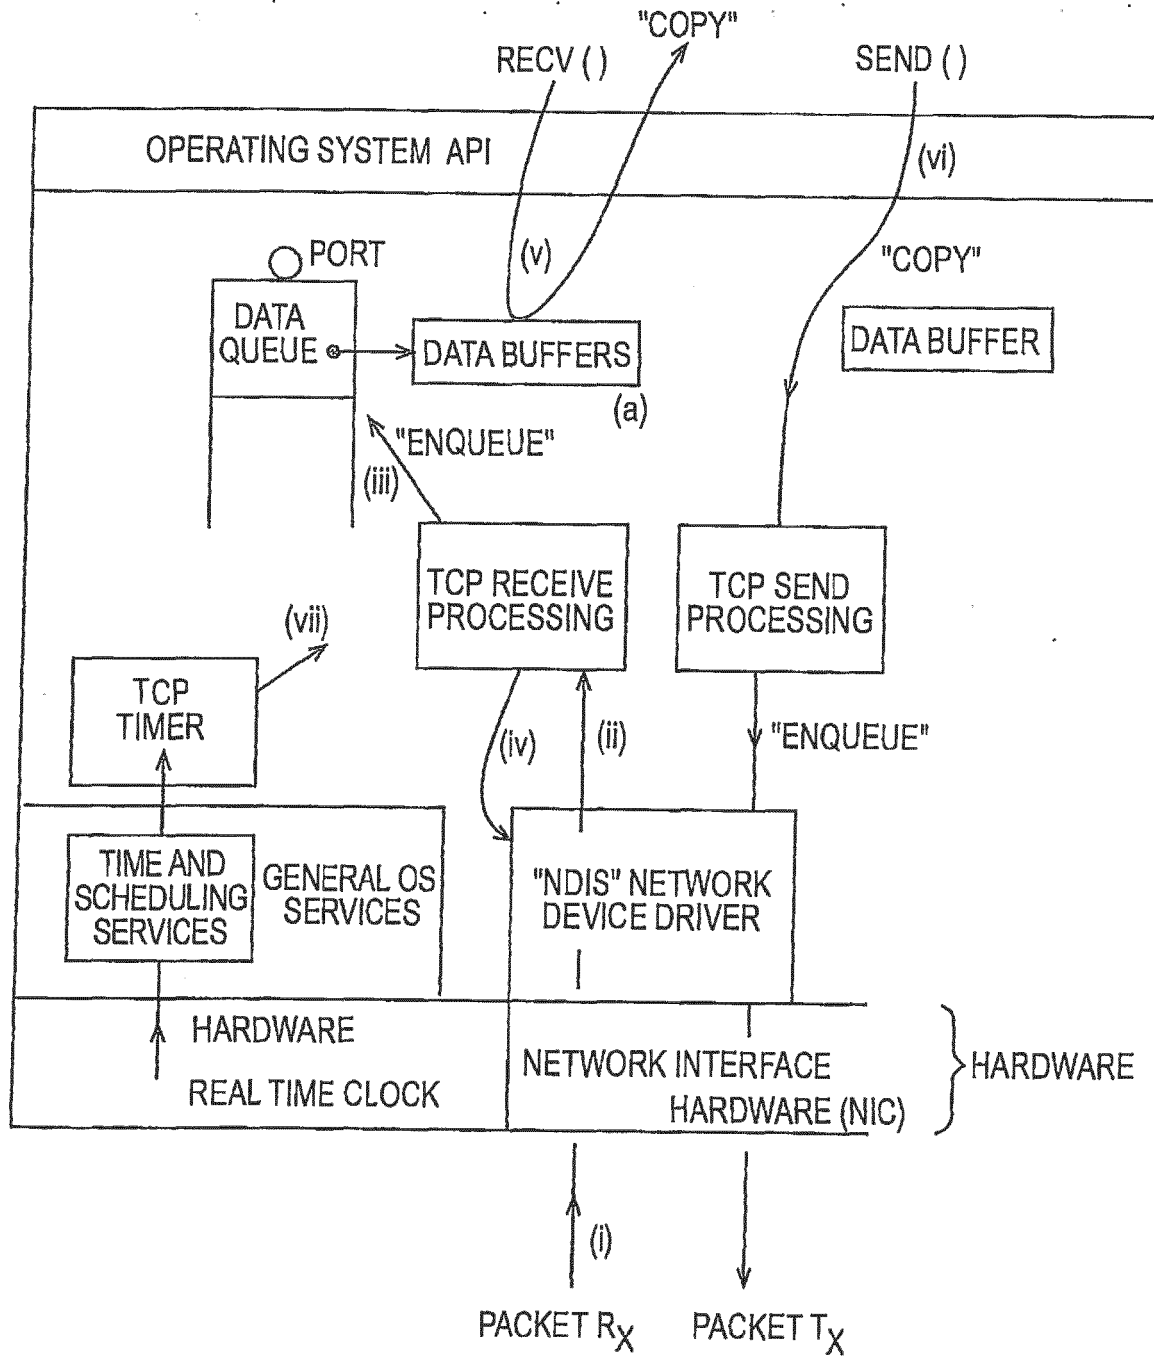 "COPY"
RECV ( )
SEND ( )
OPERATING SYSTEM API
(vi)
PORT
(v)
"COPY"
DATA
QUEUE
DATA BUFFERS
DATA BUFFER
(a)
"ENQUEUE"
(iii)
TCP RECEIVE
PROCESSING
TCP SEND
PROCESSING
(vii)
TCP
TIMER
(iv)
(ii)
"ENQUEUE"
TIME AND
SCHEDULING
SERVICES
GENERAL OS
SERVICES
"NDIS" NETWORK
DEVICE DRIVER
HARDWARE
REAL TIME CLOCK
NETWORK INTERFACE
HARDWARE (NIC)
HARDWARE
(i)
PACKET RX
PACKET TX